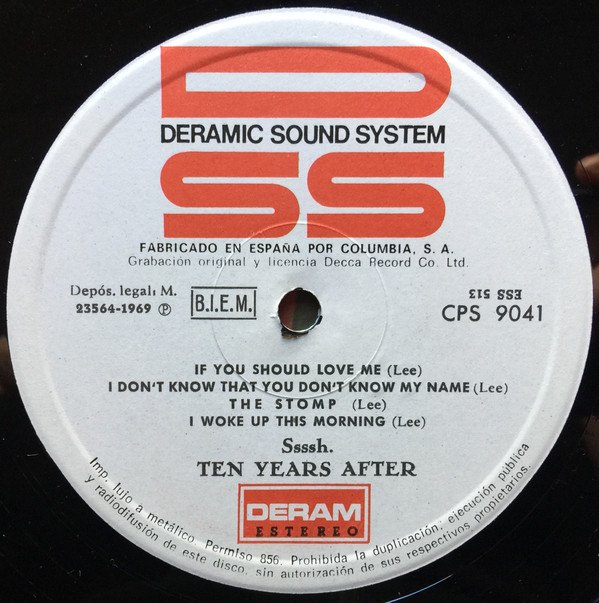 D
DERAMIC SOUND SYSTEM
SS
FABRICADO EN ESPAÑA POR COLUMBIA, S. A.
Grabación original y licencia Decca Record Co. Ltd.
Depós. legal: M.
23564-1969 Ⓟ
B.I.E.M.
ESS 513
CPS 9041
IF YOU SHOULD LOVE ME (Lee)
I DON'T KNOW THAT YOU DON'T KNOW MY NAME (Lee)
THE STOMP (Lee)
I WOKE UP THIS MORNING (Lee)
Ssssh.
TEN YEARS AFTER
DERAM
ESTEREO
Imp. lujo a metálico. Permiso 856. Prohibida la duplicación, ejecución pública
y radiodifusión de este disco, sin autorización de sus respectivos propietarios.